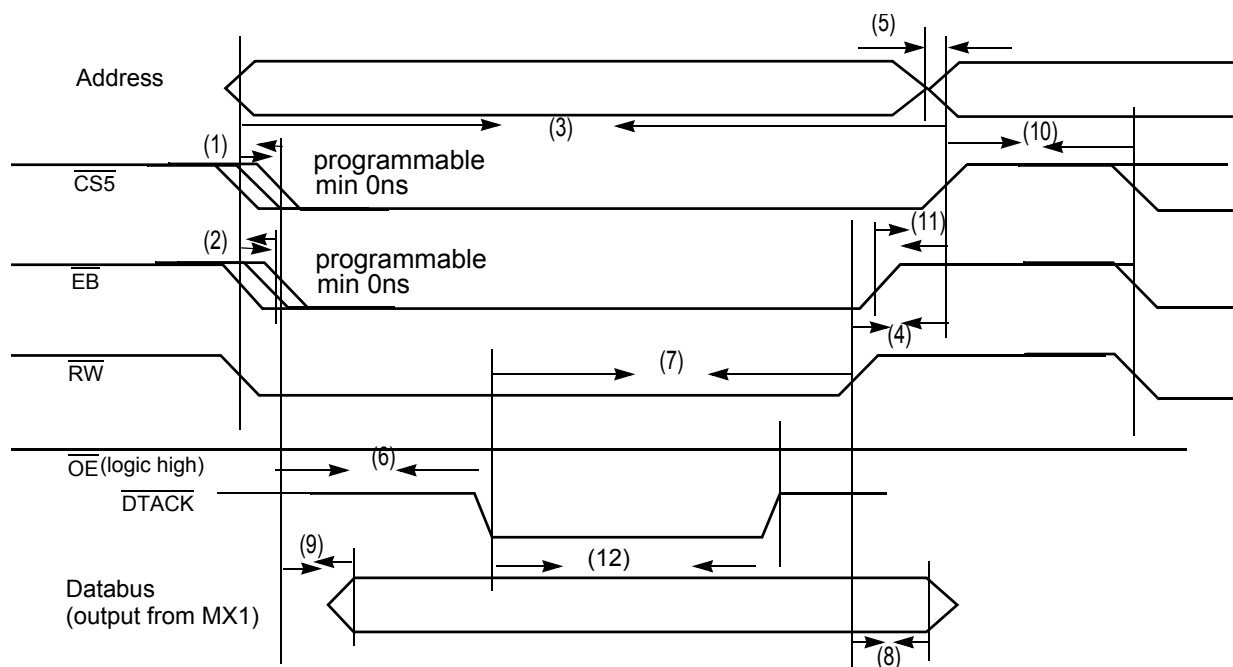 (5)
Address
(3)
(10)
(1)
programmable
min 0ns
CS5
(11)
(2)
programmable
min 0ns
EB
(4)
RW
(7)
OE (logic high)
(6)
DTACK
(9)
(12)
Databus
(output from MX1)
(8)